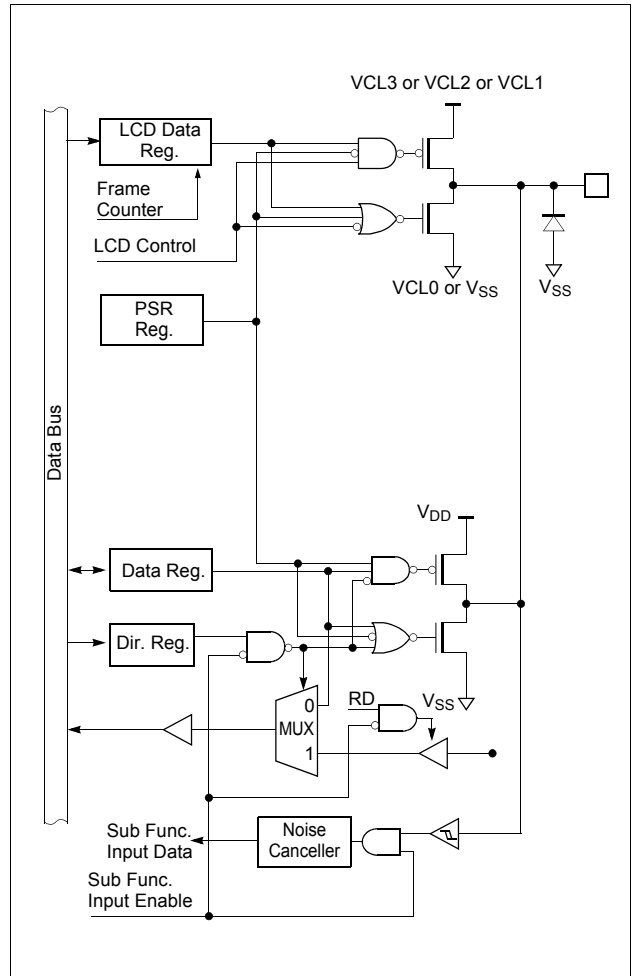 VCL3 or VCL2 or VCL1
LCD Data
Reg.
Frame
Counter
LCD Control
VCL0 or VSS
VSS
PSR
Reg.
Data Bus
VDD
Data Reg.
Dir. Reg.
RD
VSS
0
MUX
1
Sub Func.
Input Data
Noise
Canceller
Sub Func.
Input Enable